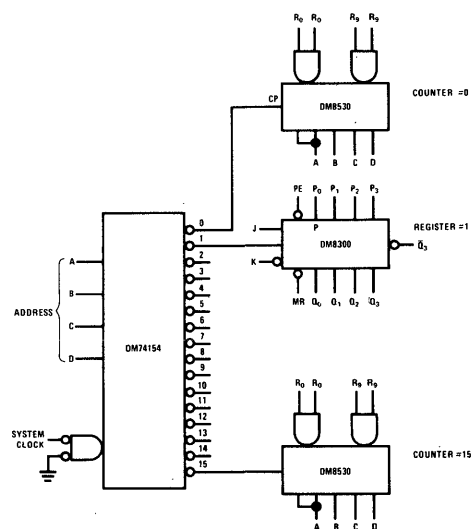 R₀ R₀ R₉ R₉
CP
DM8530
COUNTER =0
A B C D
PE P₀ P₁ P₂ P₃
J
P
REGISTER =1
DM8300
Q̄₃
K
MR Q₀ Q₁ Q₂ Q₃
0
1
2
3
4
5
6
7
8
9
10
11
12
13
14
15
A
B
ADDRESS
C
D
DM74154
SYSTEM
CLOCK
R₀ R₀ R₉ R₉
DM8530
COUNTER =15
A B C D